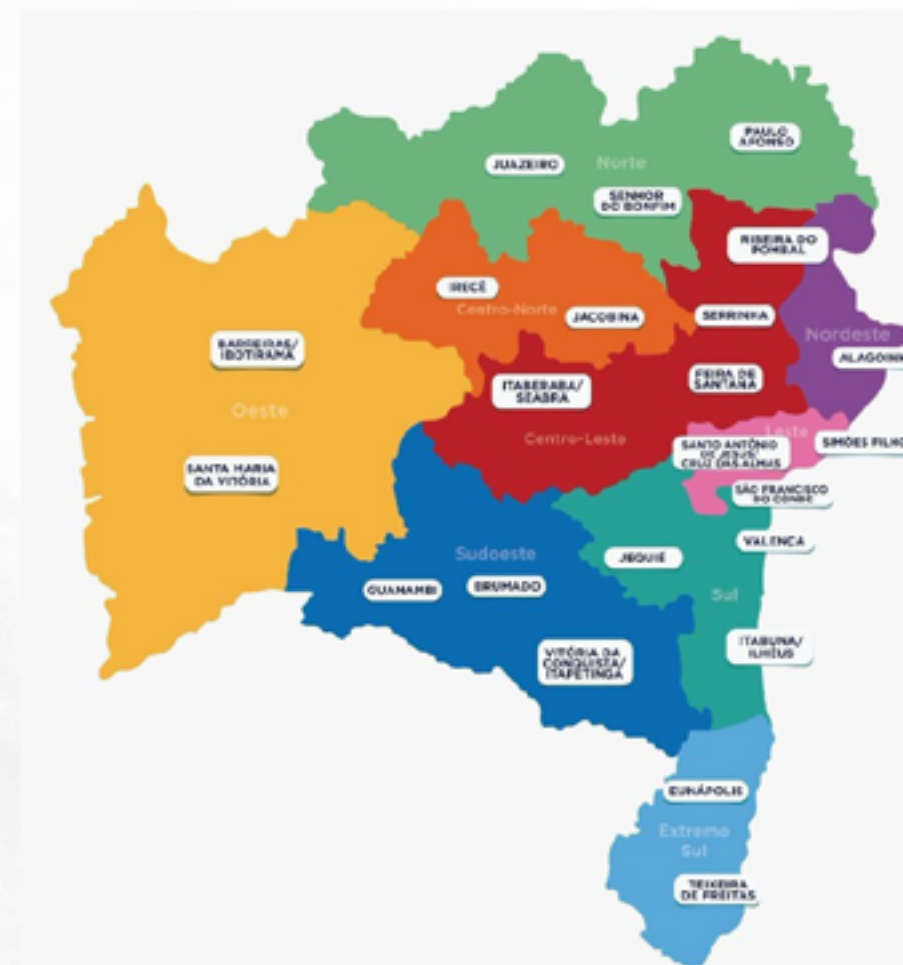 PAULO
AFONSO
JUAZEIRO
Norte
SENHOR
DO BONFIM
RIBEIRA DO
POMBAL
IRECÊ
Centro-Norte
JACOBINA
SERRINHA
Nordeste
BARREIRAS/
IBOTIRAMA
ALAGOINH
ITABERABA/
SEABRA
FEIRA DE
SANTANA
Oeste
Centro-Leste
Leste
SIMÕES FILHO
SANTO ANTÔNIO
DE JESUS/
CRUZ DAS ALMAS
SANTA MARIA
DA VITÓRIA
SÃO FRANCISCO
DO CONDE
VALENÇA
Sudoeste
JEQUIÉ
GUANAMBI
BRUMADO
Sul
ITABUNA/
ILHÉUS
VITÓRIA DA
CONQUISTA/
ITAPETINGA
EUNÁPOLIS
Extremo
Sul
TEIXEIRA
DE FREITAS